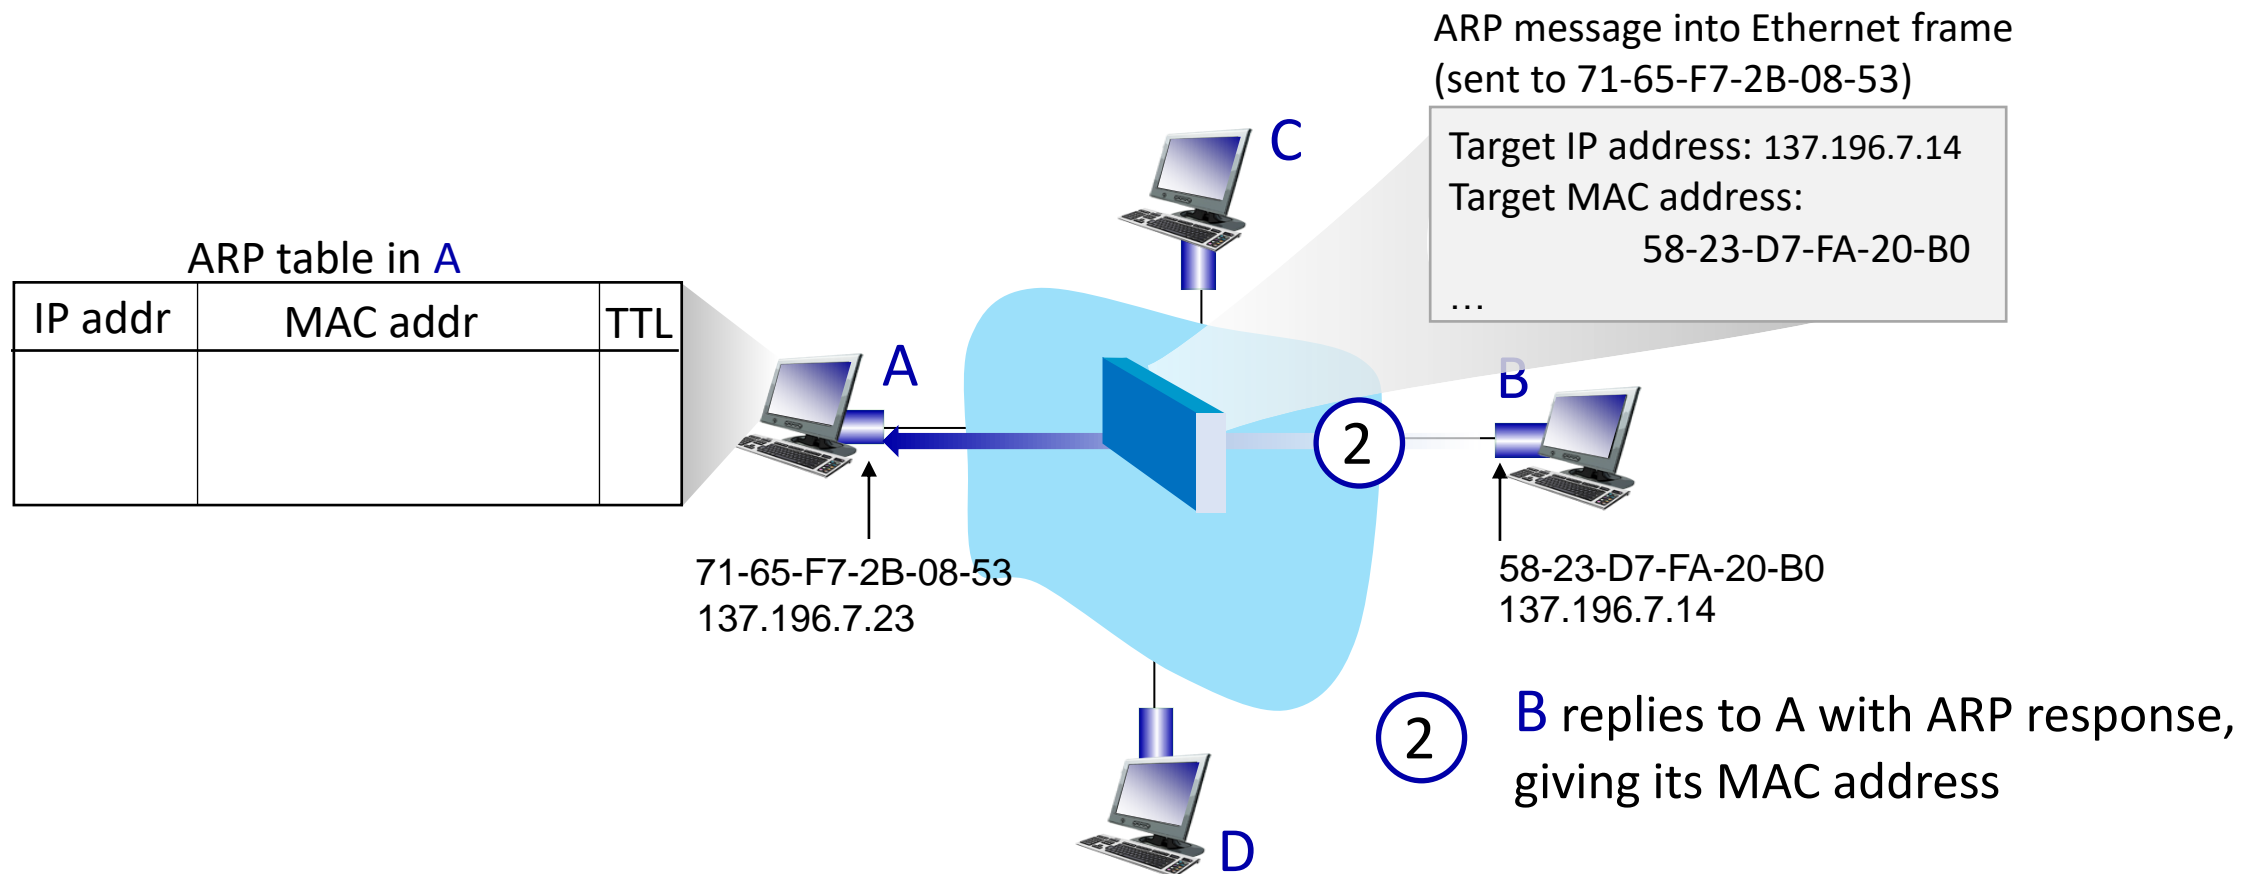 ARP message into Ethernet frame
(sent to 71-65-F7-2B-08-53)
Target IP address: 137.196.7.14
Target MAC address:
58-23-D7-FA-20-B0
…
C
ARP table in A
IP addr MAC addr TTL
A
B
2
71-65-F7-2B-08-53
137.196.7.23
58-23-D7-FA-20-B0
137.196.7.14
2 B replies to A with ARP response,
giving its MAC address
D